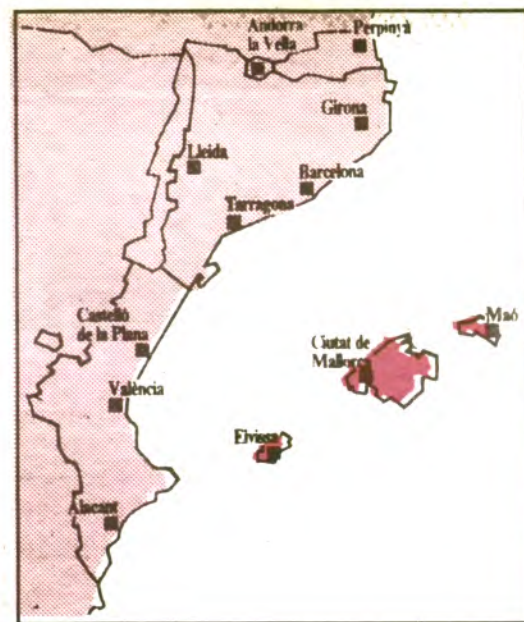 Andorra
la Vella
Perpinyà
Girona
Lleida
Barcelona
Tarragona
Castelló
de la Plana
Ciutat de
Mallorca
Maó
València
Eivissa
Alacant